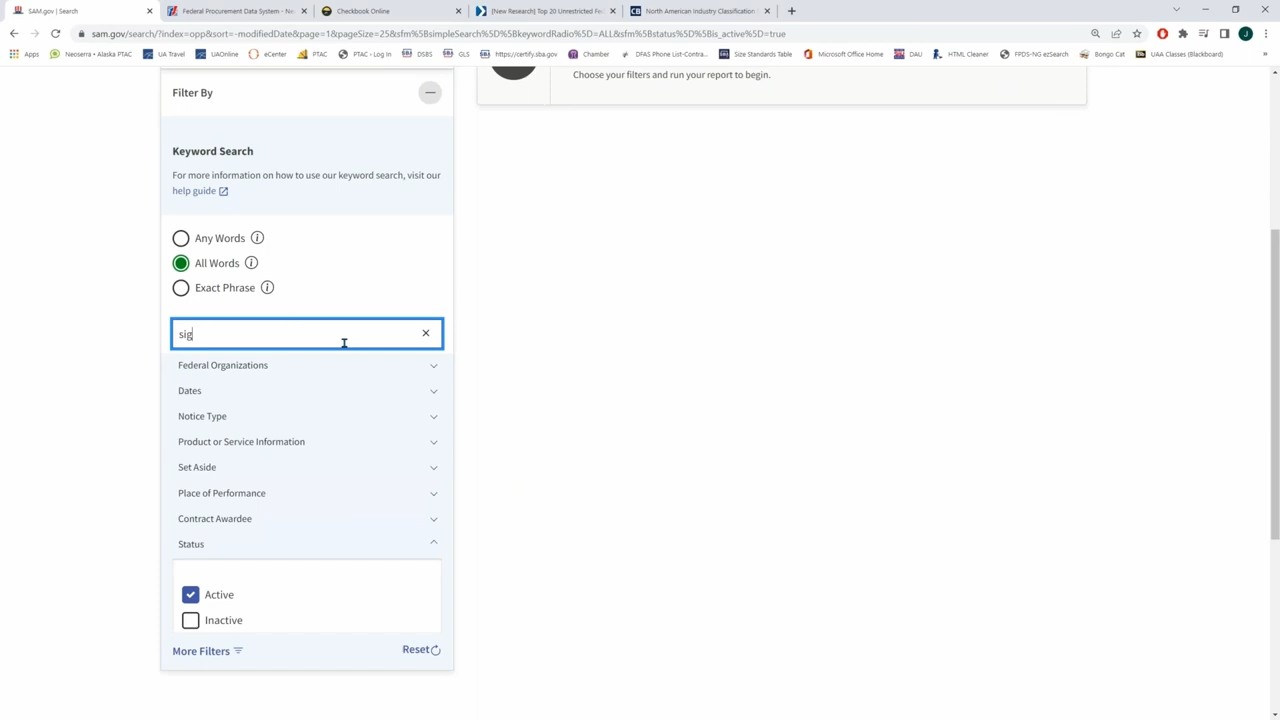 SAM.gov | Search
Federal Procurement Data System - Ne
Checkbook Online
[New Research] Top 20 Unrestricted Fe
North American Industry Classification
sam.gov/search/?index=opp&sort=-modifiedDate&page=1&pageSize=25&sfm%5BsimpleSearch%5D%5BkeywordRadio%5D=ALL&sfm%5Bstatus%5D%5Bis_active%5D=true
Apps Neoserra • Alaska PTAC UA Travel UAOnline eCenter PTAC PTAC › Log In DSBS GLS https://certify.sba.gov Chamber DPAS Phone List-Contra... Size Standards Table Microsoft Office Home DAU HTML Cleaner FPDS-NG ezSearch Bongo Cat UAA Classes (Blackboard) »
Choose your filters and run your report to begin.
Filter By
Keyword Search
For more information on how to use our keyword search, visit our
help guide
Any Words
All Words
Exact Phrase
sig
Federal Organizations
Dates
Notice Type
Product or Service Information
Set Aside
Place of Performance
Contract Awardee
Status
Active
Inactive
More Filters Reset